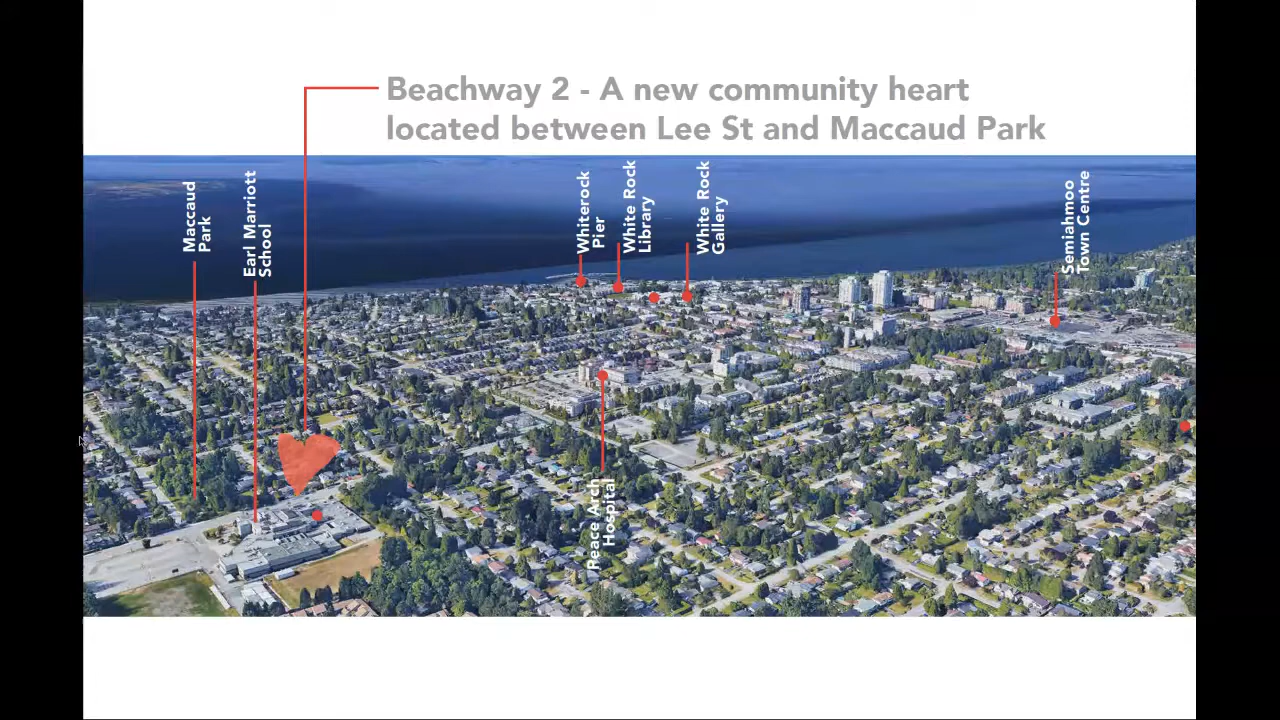 Beachway 2 - A new community heart
located between Lee St and Maccaud Park
Maccaud
Park
Earl Marriott
School
Whiterock
Pier
White Rock
Library
White Rock
Gallery
Semiahmoo
Town Centre
Reace Arch
Hospital